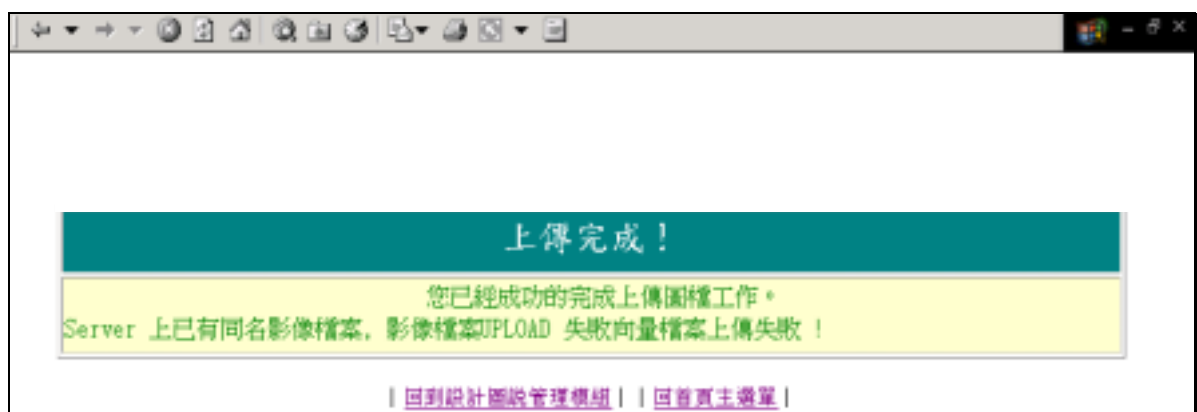 上傳完成！
您已經成功的完成上傳圖檔工作。
Server 上已有同名影像檔案, 影像檔案UPLOAD 失敗向量檔案上傳失敗 !
| 回到設計圖說管理模組 | | 回首頁主選單 |